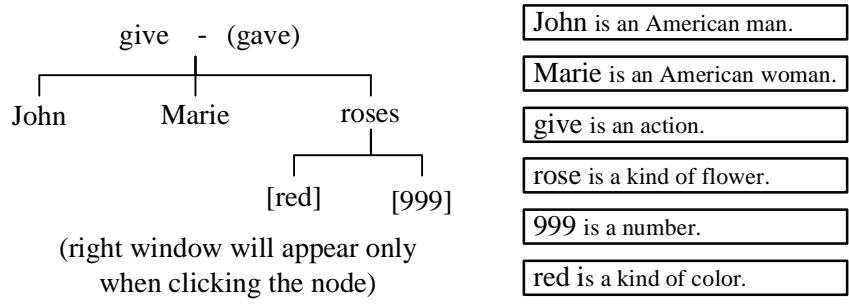 give - (gave)
John Marie roses
[red] [999]
(right window will appear only
when clicking the node)
John is an American man.
Marie is an American woman.
give is an action.
rose is a kind of flower.
999 is a number.
red is a kind of color.